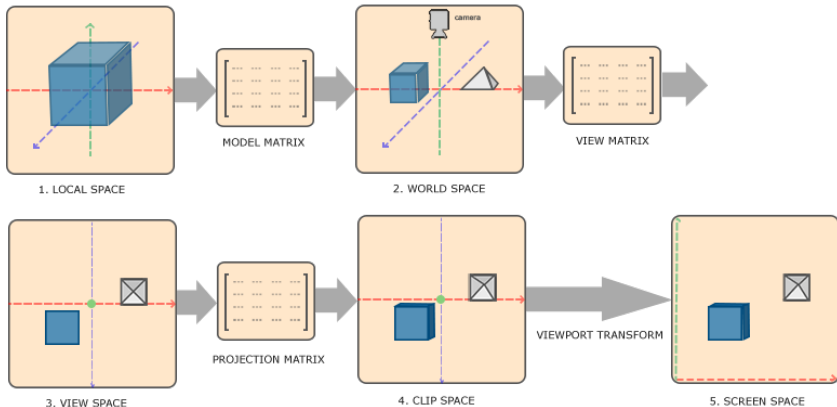 camera
MODEL MATRIX
VIEW MATRIX
1. LOCAL SPACE
2. WORLD SPACE
PROJECTION MATRIX
VIEWPORT TRANSFORM
3. VIEW SPACE
4. CLIP SPACE
5. SCREEN SPACE